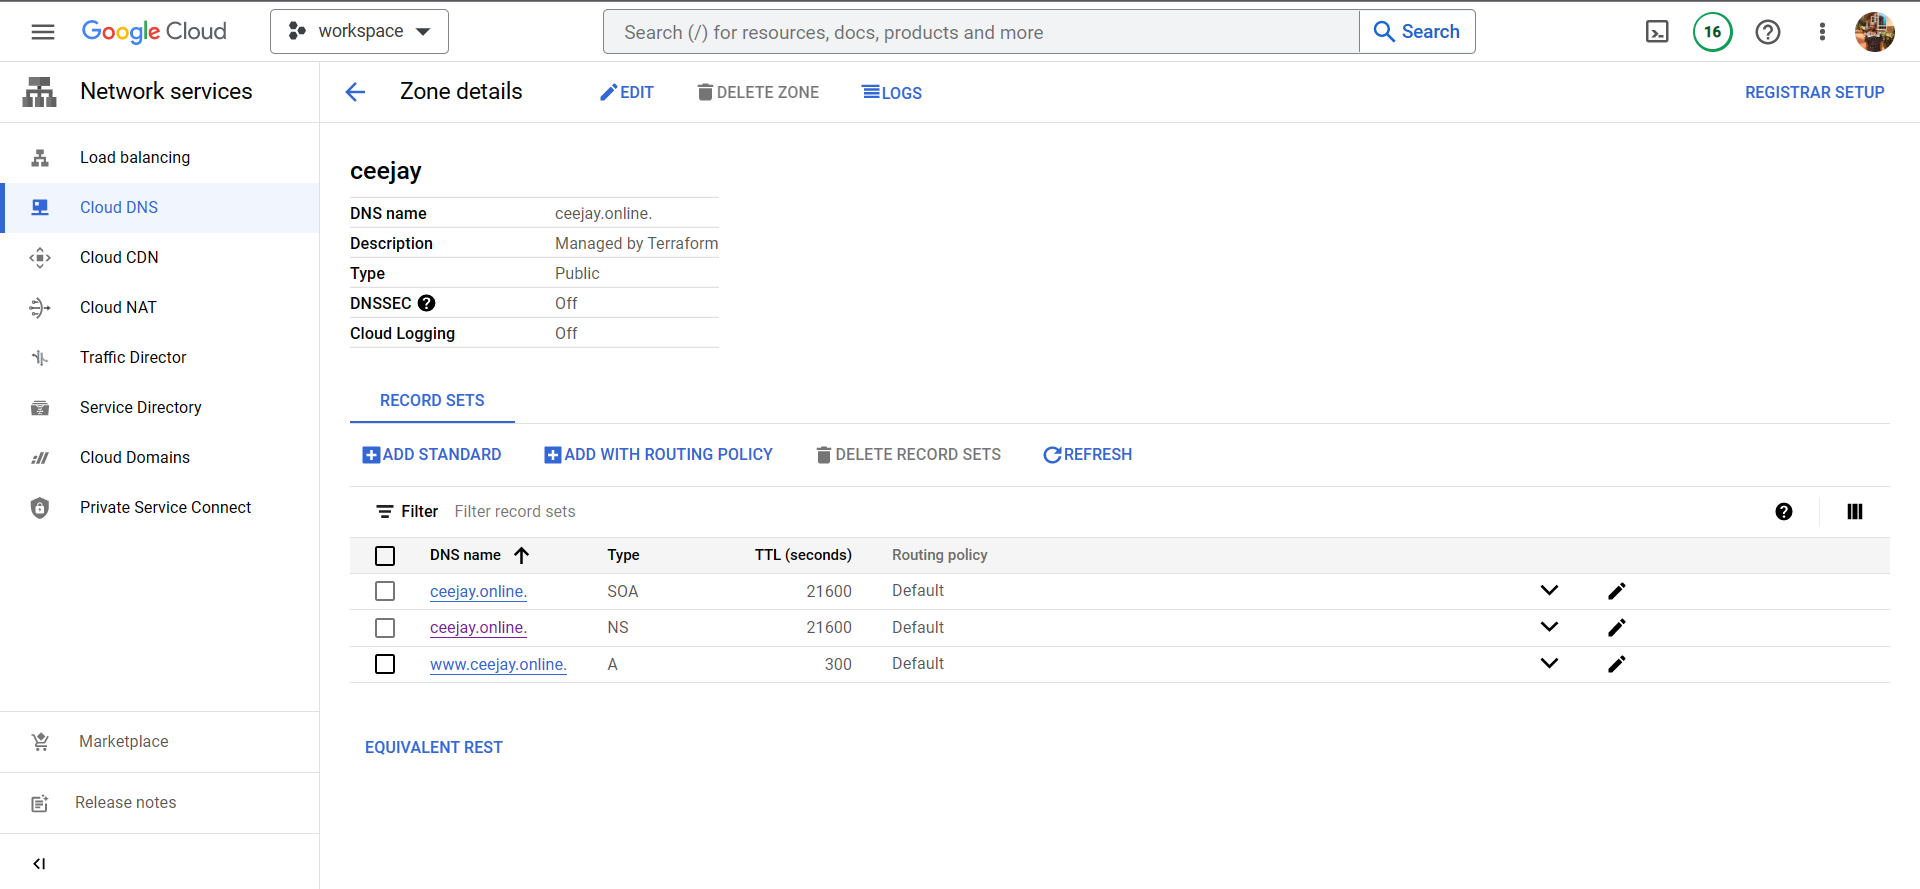 Google Cloud
workspace
Search (/) for resources, docs, products and more
Search
16
Network services
Zone details
EDIT
DELETE ZONE
LOGS
REGISTRAR SETUP
Load balancing
Cloud DNS
Cloud CDN
Cloud NAT
Traffic Director
Service Directory
Cloud Domains
Private Service Connect
Marketplace
Release notes
ceejay
DNS name ceejay.online.
Description Managed by Terraform
Type Public
DNSSEC Off
Cloud Logging Off
RECORD SETS
ADD STANDARD ADD WITH ROUTING POLICY DELETE RECORD SETS REFRESH
Filter Filter record sets
DNS name Type TTL (seconds) Routing policy
ceejay.online. SOA 21600 Default
ceejay.online. NS 21600 Default
www.ceejay.online. A 300 Default
EQUIVALENT REST